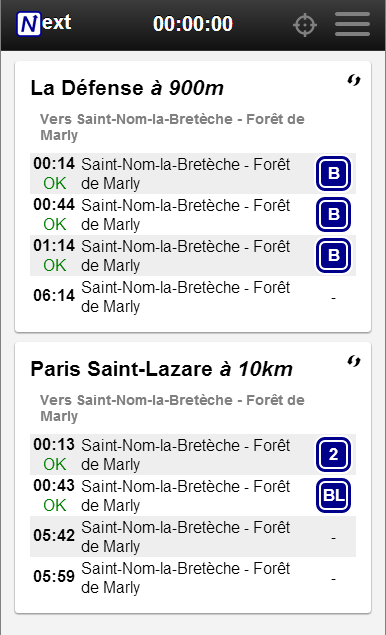 Next 00:00:00
La Défense à 900m
Vers Saint-Nom-la-Bretèche - Forêt de
Marly
00:14 Saint-Nom-la-Bretèche - Forêt B
OK de Marly
00:44 Saint-Nom-la-Bretèche - Forêt B
OK de Marly
01:14 Saint-Nom-la-Bretèche - Forêt B
OK de Marly
06:14 Saint-Nom-la-Bretèche - Forêt -
de Marly
Paris Saint-Lazare à 10km
Vers Saint-Nom-la-Bretèche - Forêt de
Marly
00:13 Saint-Nom-la-Bretèche - Forêt 2
OK de Marly
00:43 Saint-Nom-la-Bretèche - Forêt BL
OK de Marly
05:42 Saint-Nom-la-Bretèche - Forêt -
de Marly
05:59 Saint-Nom-la-Bretèche - Forêt -
de Marly